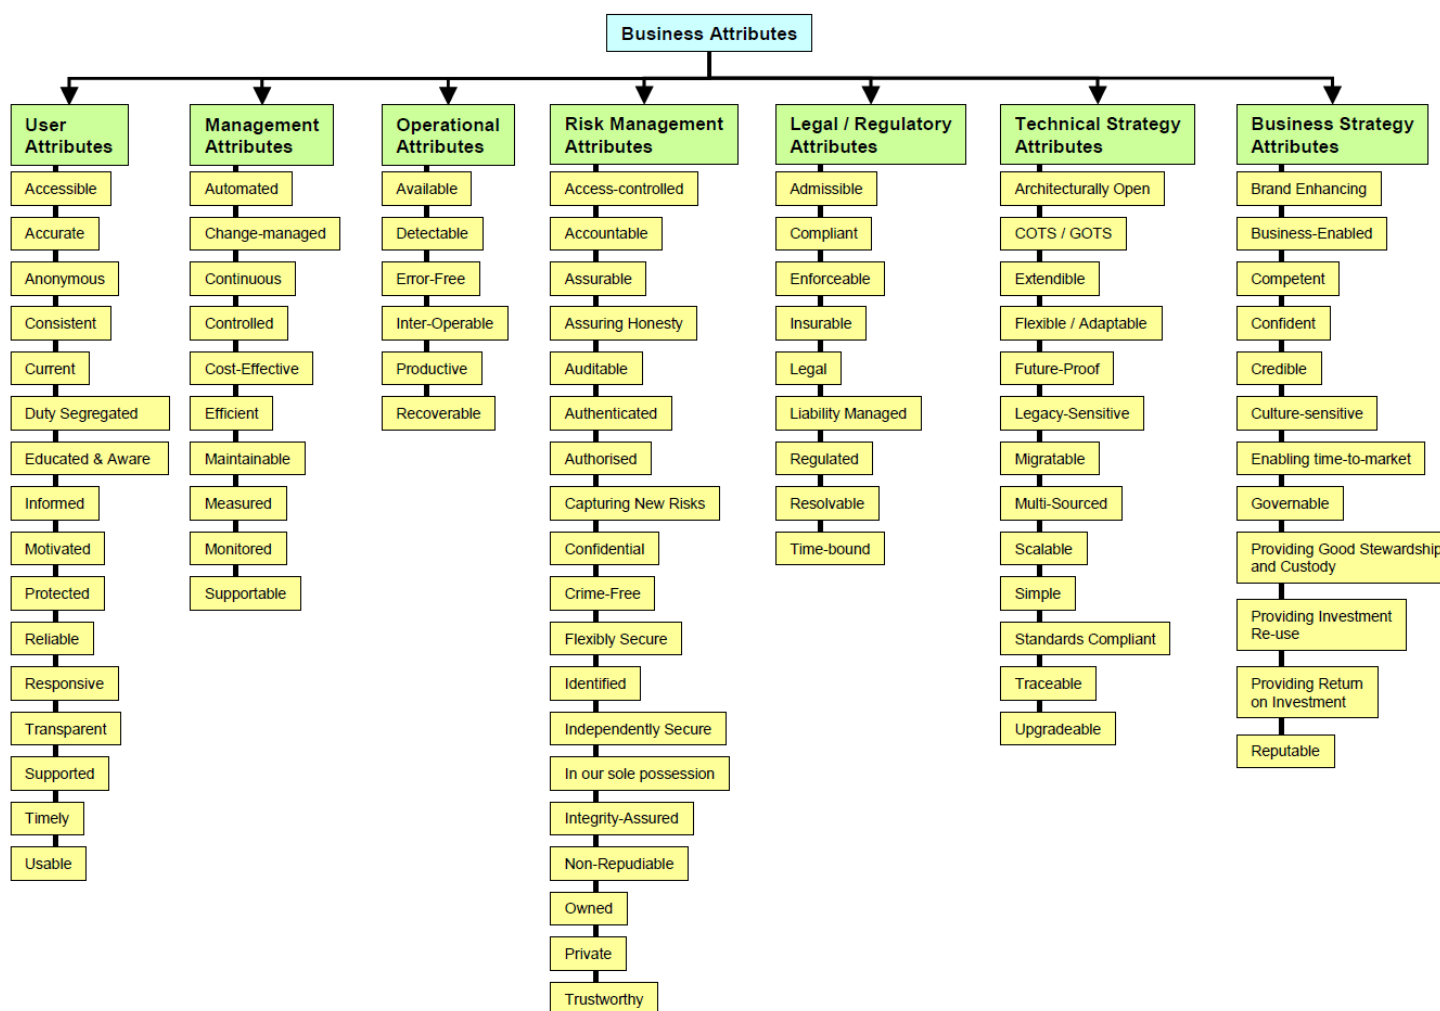 Business Attributes
User
Attributes
Accessible
Accurate
Anonymous
Consistent
Current
Duty Segregated
Educated & Aware
Informed
Motivated
Protected
Reliable
Responsive
Transparent
Supported
Timely
Usable
Management
Attributes
Automated
Change-managed
Continuous
Controlled
Cost-Effective
Efficient
Maintainable
Measured
Monitored
Supportable
Operational
Attributes
Available
Detectable
Error-Free
Inter-Operable
Productive
Recoverable
Risk Management
Attributes
Access-controlled
Accountable
Assurable
Assuring Honesty
Auditable
Authenticated
Authorised
Capturing New Risks
Confidential
Crime-Free
Flexibly Secure
Identified
Independently Secure
In our sole possession
Integrity-Assured
Non-Repudiable
Owned
Private
Trustworthy
Legal / Regulatory
Attributes
Admissible
Compliant
Enforceable
Insurable
Legal
Liability Managed
Regulated
Resolvable
Time-bound
Technical Strategy
Attributes
Architecturally Open
COTS / GOTS
Extendible
Flexible / Adaptable
Future-Proof
Legacy-Sensitive
Migratable
Multi-Sourced
Scalable
Simple
Standards Compliant
Traceable
Upgradeable
Business Strategy
Attributes
Brand Enhancing
Business-Enabled
Competent
Confident
Credible
Culture-sensitive
Enabling time-to-market
Governable
Providing Good Stewardship
and Custody
Providing Investment
Re-use
Providing Return
on Investment
Reputable